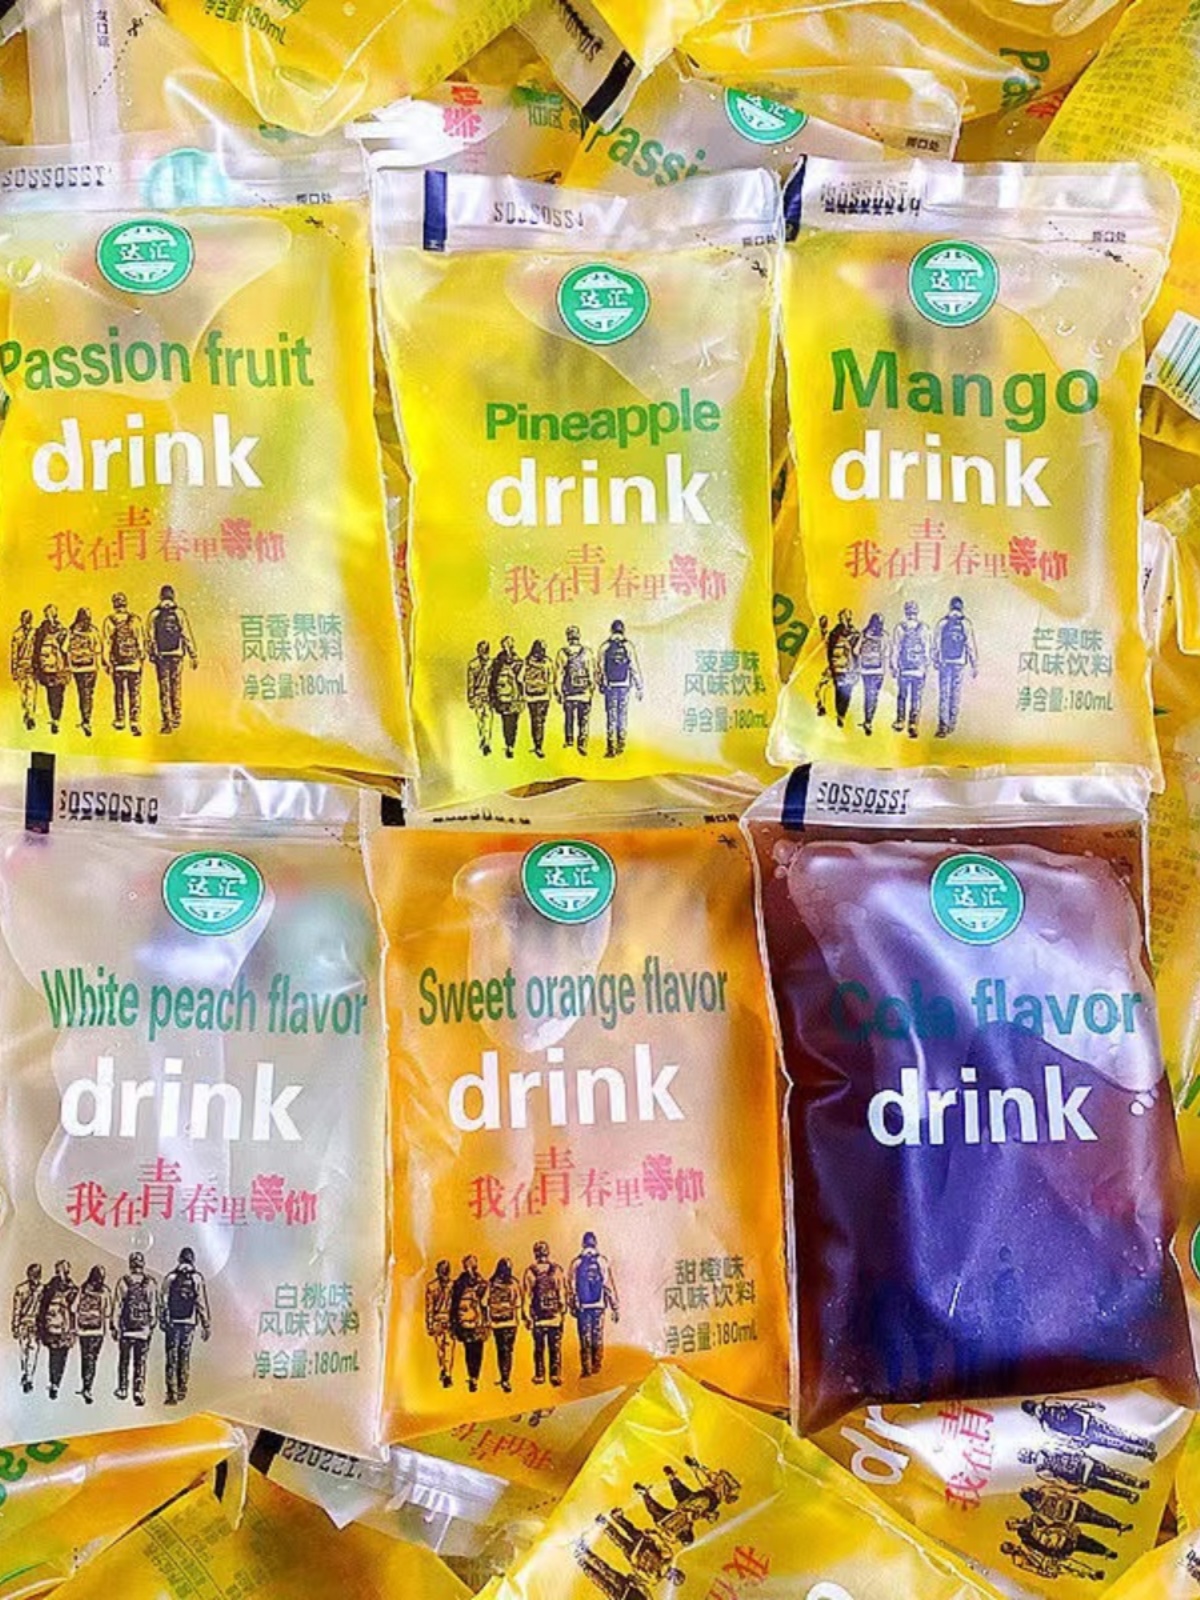 达汇
Passion fruit
drink
我在青春里等你
百香果味
风味饮料
净含量:180mL
撕口处
达汇
Pineapple
drink
我在青春里等你
菠萝味
风味饮料
净含量:180mL
撕口处
达汇
Mango
drink
我在青春里等你
芒果味
风味饮料
净含量:180mL
达汇
White peach flavor
drink
我在青春里等你
白桃味
风味饮料
净含量:180mL
达汇
Sweet orange flavor
drink
我在青春里等你
甜橙味
风味饮料
净含量:180mL
达汇
Cola flavor
drink